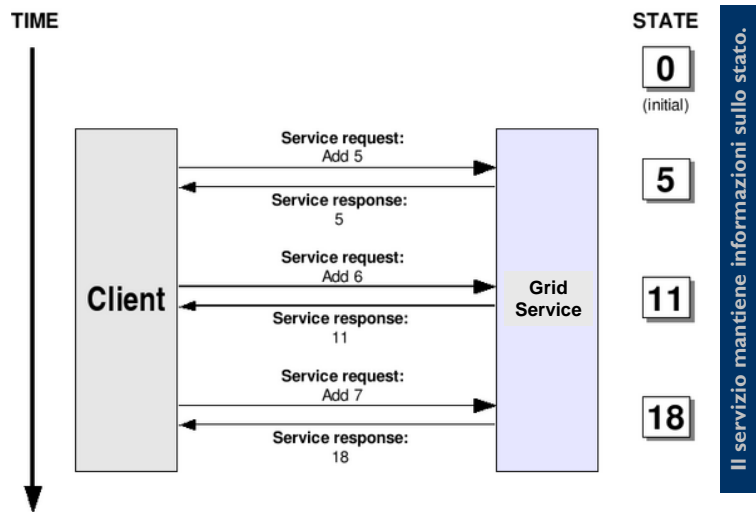 TIME
STATE
0
(initial)
Service request:
Add 5
5
Service response:
5
Service request:
Add 6
Client
Grid
Service
11
Service response:
11
Service request:
Add 7
18
Service response:
18
Il servizio mantiene informazioni sullo stato.